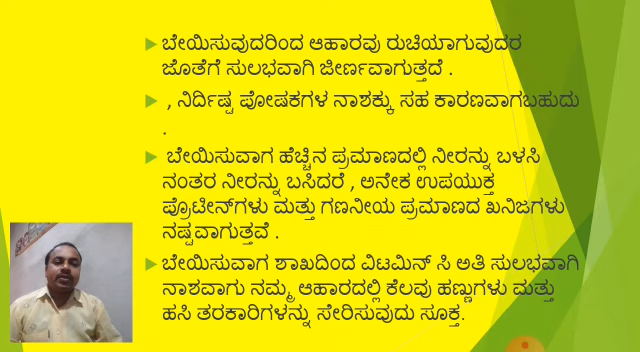 ಬೇಯಿಸುವುದರಿಂದ ಆಹಾರವು ರುಚಿಯಾಗುವುದರ
ಜೊತೆಗೆ ಸುಲಭವಾಗಿ ಜೀರ್ಣವಾಗುತ್ತದೆ .
, ನಿರ್ದಿಷ್ಟ ಪೋಷಕಗಳ ನಾಶಕ್ಕು ಸಹ ಕಾರಣವಾಗಬಹುದು
.
ಬೇಯಿಸುವಾಗ ಹೆಚ್ಚಿನ ಪ್ರಮಾಣದಲ್ಲಿ ನೀರನ್ನು ಬಳಸಿ
ನಂತರ ನೀರನ್ನು ಬಸಿದರೆ , ಅನೇಕ ಉಪಯುಕ್ತ
ಪ್ರೊಟೀನ್‌ಗಳು ಮತ್ತು ಗಣನೀಯ ಪ್ರಮಾಣದ ಖನಿಜಗಳು
ನಷ್ಟವಾಗುತ್ತವೆ .
ಬೇಯಿಸುವಾಗ ಶಾಖದಿಂದ ವಿಟಮಿನ್ ಸಿ ಅತಿ ಸುಲಭವಾಗಿ
ನಾಶವಾಗು ನಮ್ಮ ಆಹಾರದಲ್ಲಿ ಕೆಲವು ಹಣ್ಣುಗಳು ಮತ್ತು
ಹಸಿ ತರಕಾರಿಗಳನ್ನು ಸೇರಿಸುವುದು ಸೂಕ್ತ.